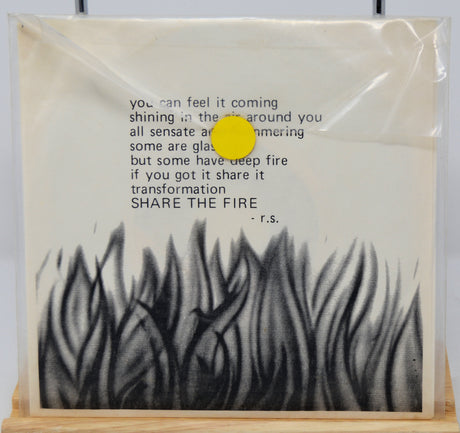 you can feel it coming
shining in the air around you
all sensate
some are
but some have deep fire
if you got it share it
transformation
SHARE THE FIRE
- r.s.